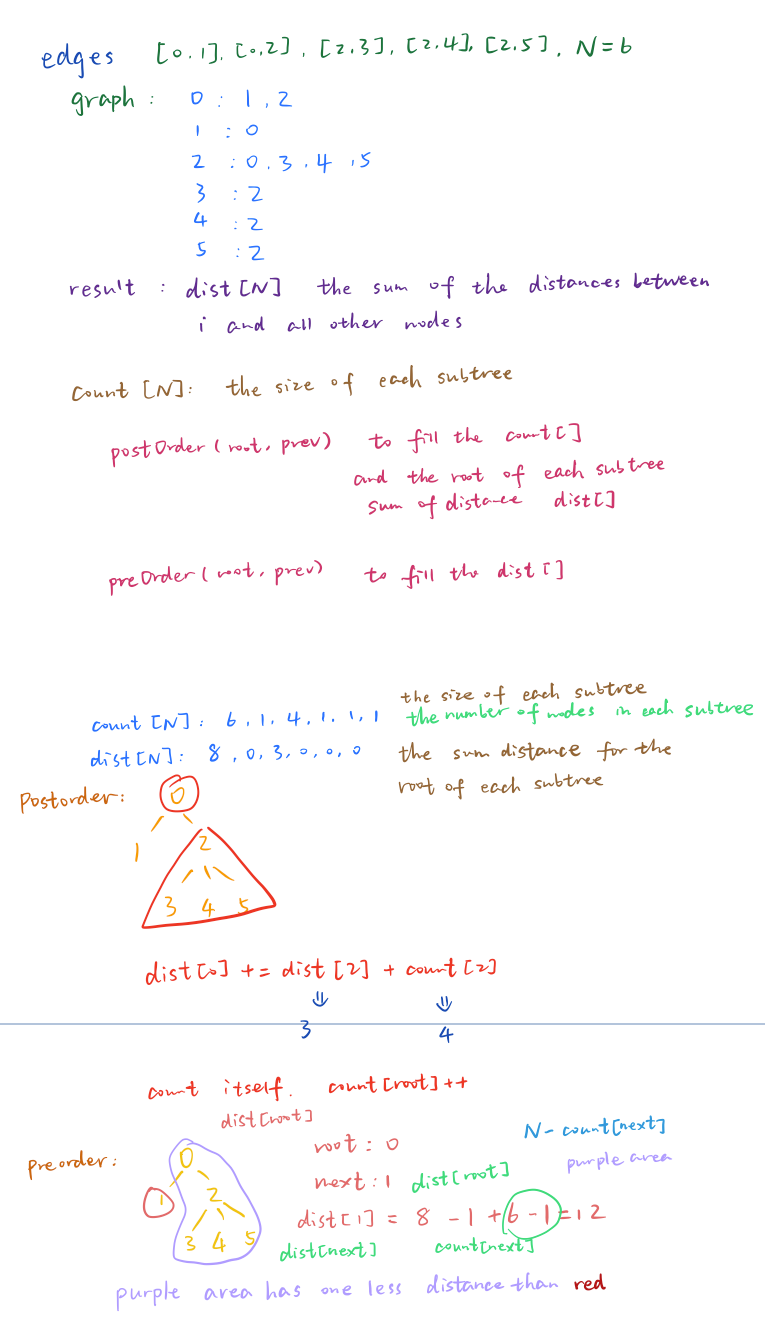 edges [0,1], [0,2], [2,3], [2,4], [2,5], N=6
graph : 0 : 1, 2
1 : 0
2 : 0, 3, 4, 5
3 : 2
4 : 2
5 : 2
result : dist[N] the sum of the distances between
i and all other nodes
Count [N]: the size of each subtree
postOrder (root, prev) to fill the count[]
and the root of each subtree
sum of distance dist[]
preOrder (root, prev) to fill the dist[]
the size of each subtree
count [N]: 6, 1, 4, 1, 1, 1 the number of nodes in each subtree
dist[N]: 8, 0, 3, 0, 0, 0 the sum distance for the
root of each subtree
Postorder: 0
1 2
3 4 5
dist[0] += dist[2] + count[2]
⇓ ⇓
3 4
count itself. count[root]++
dist[root]
root : 0 N - count[next]
Preorder: 0 purple area
next : 1 dist[root]
1 2
dist[1] = 8 - 1 + 6 - 1 = 12
3 4 5 dist[next] count[next]
purple area has one less distance than red